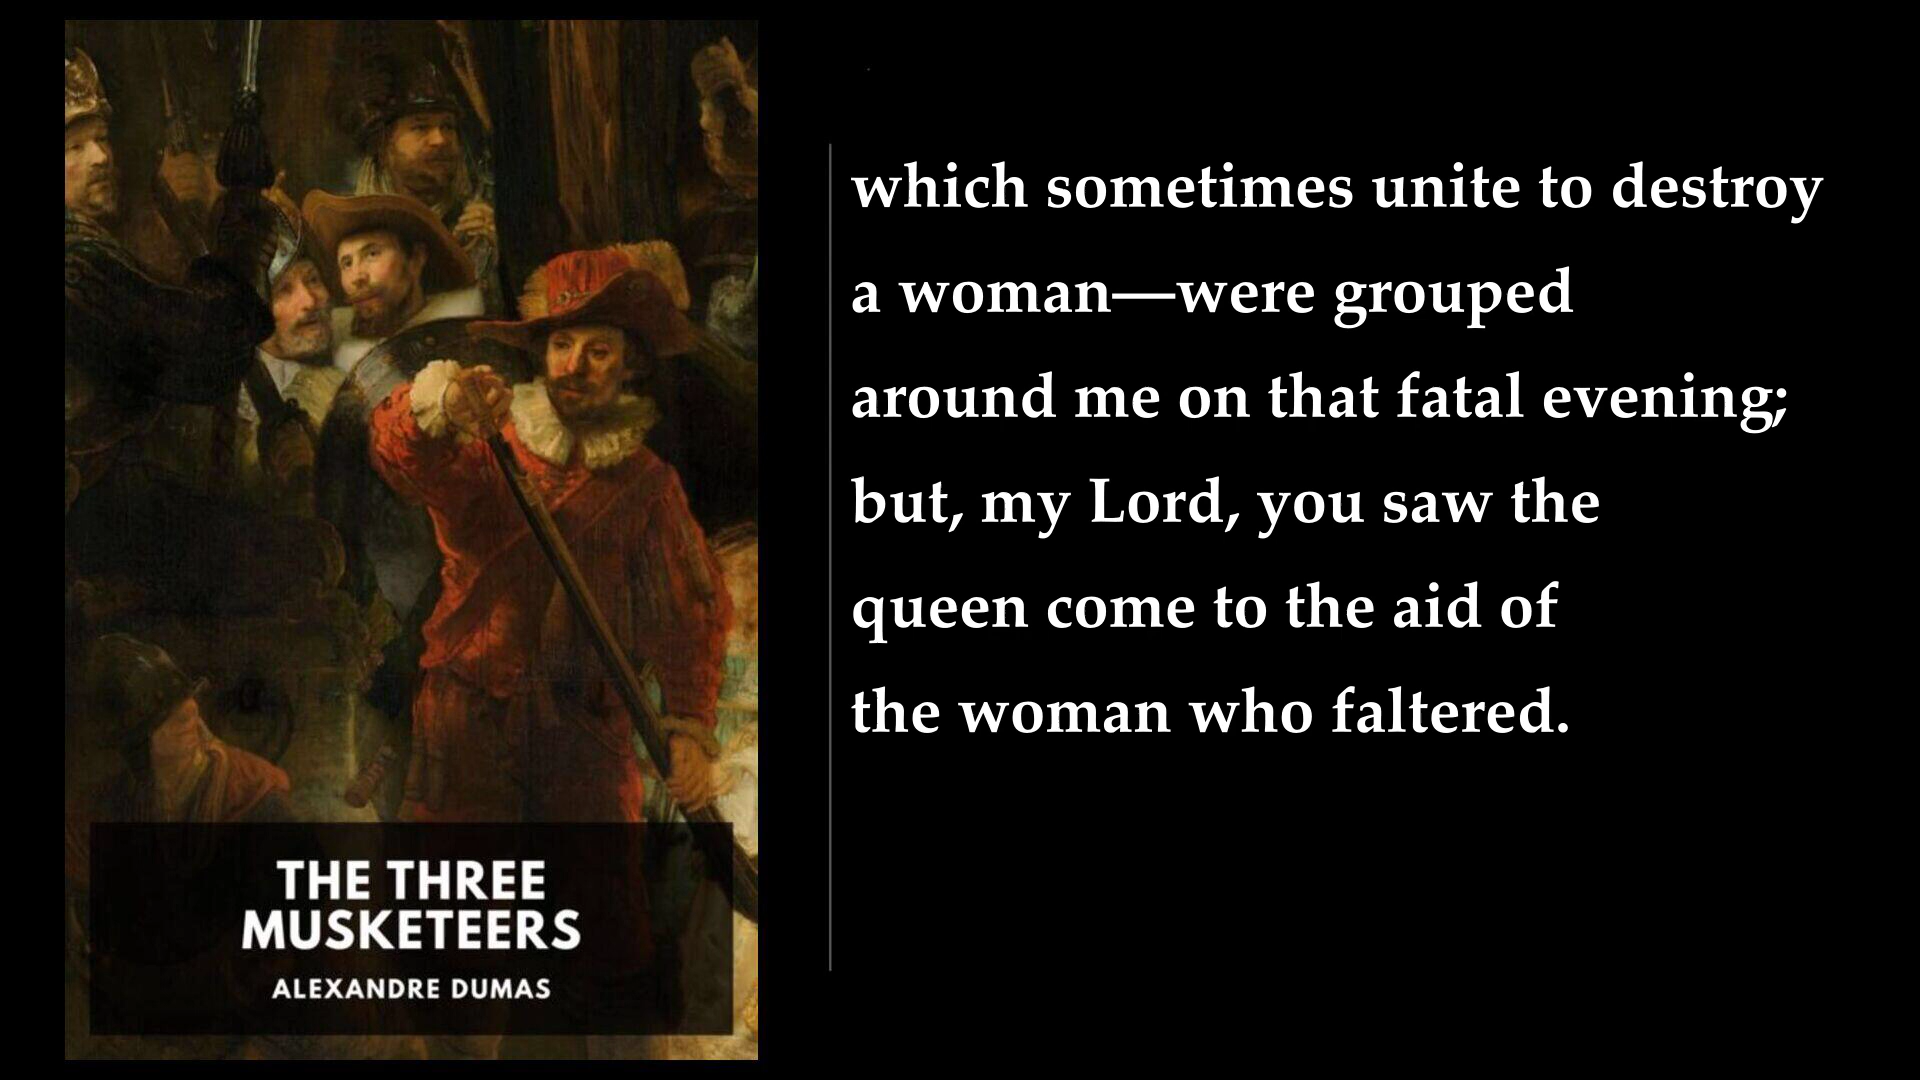 which sometimes unite to destroy
a woman—were grouped
around me on that fatal evening;
but, my Lord, you saw the
queen come to the aid of
the woman who faltered.
THE THREE
MUSKETEERS
ALEXANDRE DUMAS